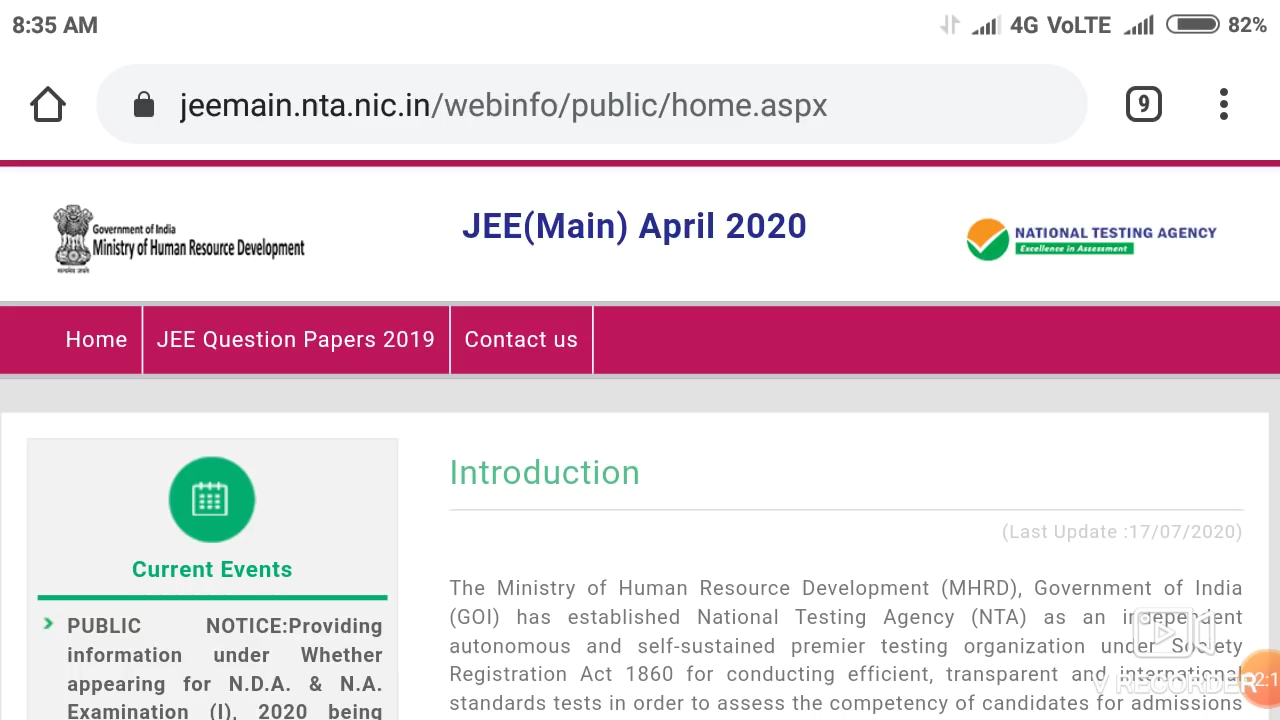 8:35 AM
4G VoLTE
82%
jeemain.nta.nic.in/webinfo/public/home.aspx
9
Government of India
Ministry of Human Resource Development
सत्यमेव जयते
JEE(Main) April 2020
NATIONAL TESTING AGENCY
Excellence in Assessment
Home
JEE Question Papers 2019
Contact us
Current Events
PUBLIC NOTICE:Providing
information under Whether
appearing for N.D.A. & N.A.
Examination (I), 2020 being
Introduction
(Last Update :17/07/2020)
The Ministry of Human Resource Development (MHRD), Government of India
(GOI) has established National Testing Agency (NTA) as an independent
autonomous and self-sustained premier testing organization under Society
Registration Act 1860 for conducting efficient, transparent and international
standards tests in order to assess the competency of candidates for admissions
V RECORDER